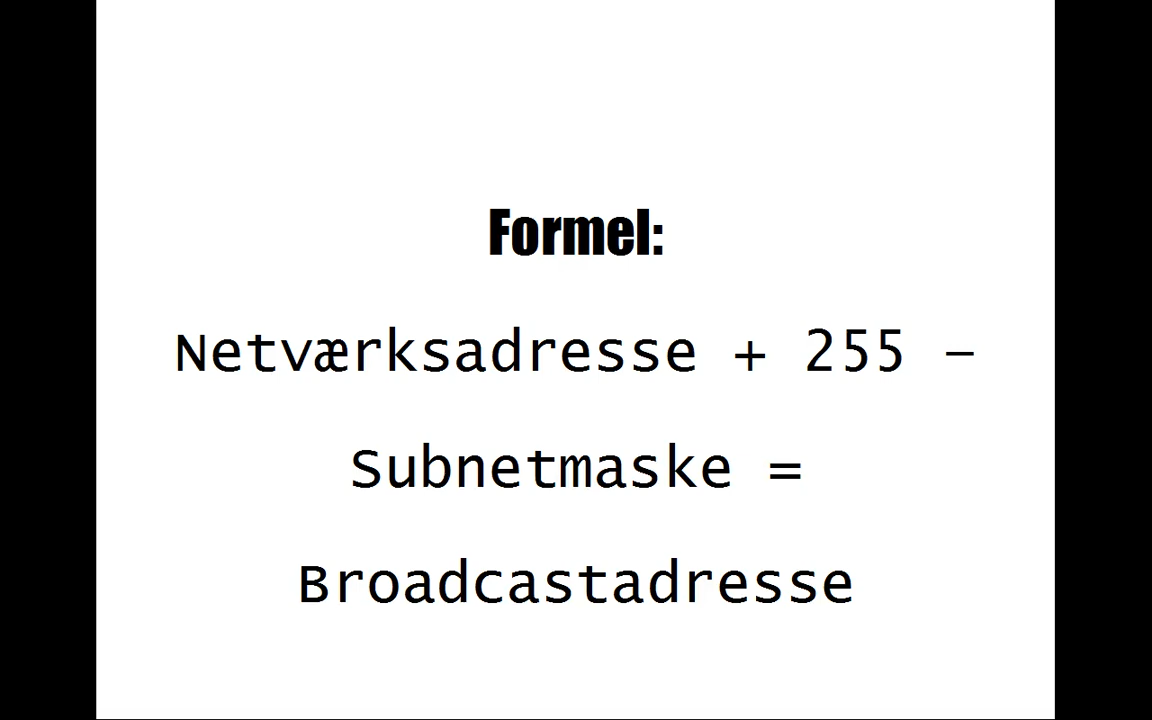 Formel:
Netværksadresse + 255 –
Subnetmaske =
Broadcastadresse